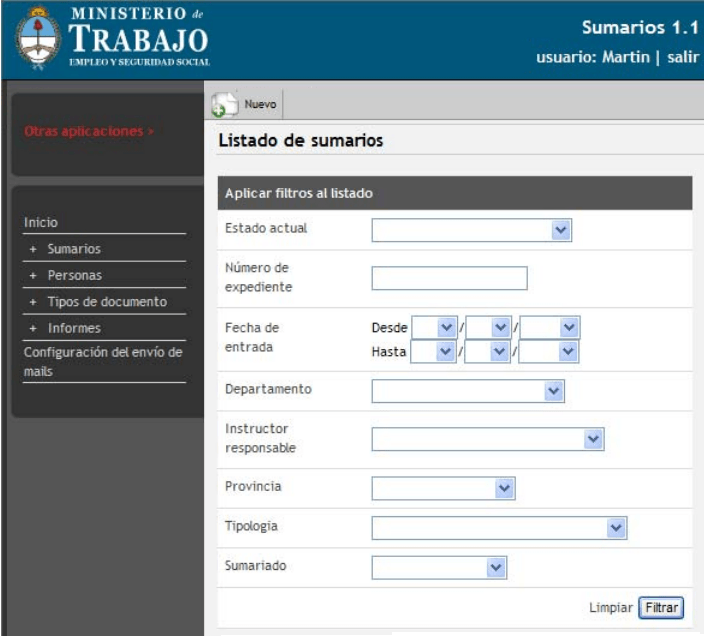 MINISTERIO de
TRABAJO
EMPLEO Y SEGURIDAD SOCIAL
Sumarios 1.1
usuario: Martin | salir
Otras aplicaciones >
Inicio
+ Sumarios
+ Personas
+ Tipos de documento
+ Informes
Configuración del envío de
mails
Nuevo
Listado de sumarios
Aplicar filtros al listado
Estado actual
Número de
expediente
Fecha de
entrada
Desde / /
Hasta / /
Departamento
Instructor
responsable
Provincia
Tipologia
Sumariado
Limpiar Filtrar